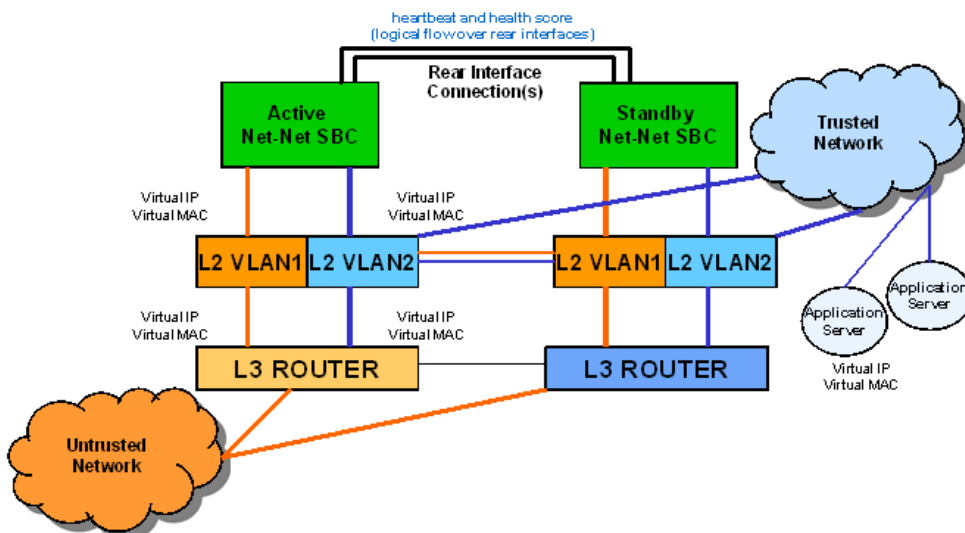 heartbeat and health score
(logical flowover rear interfaces)
Rear Interface
Connection(s)
Active
Net-Net SBC
Standby
Net-Net SBC
Trusted
Network
Virtual IP
Virtual MAC
Virtual IP
Virtual MAC
L2 VLAN1
L2 VLAN2
L2 VLAN1
L2 VLAN2
Application
Server
Application
Server
Virtual IP
Virtual MAC
Virtual IP
Virtual MAC
L3 ROUTER
L3 ROUTER
Virtual IP
Virtual MAC
Untrusted
Network